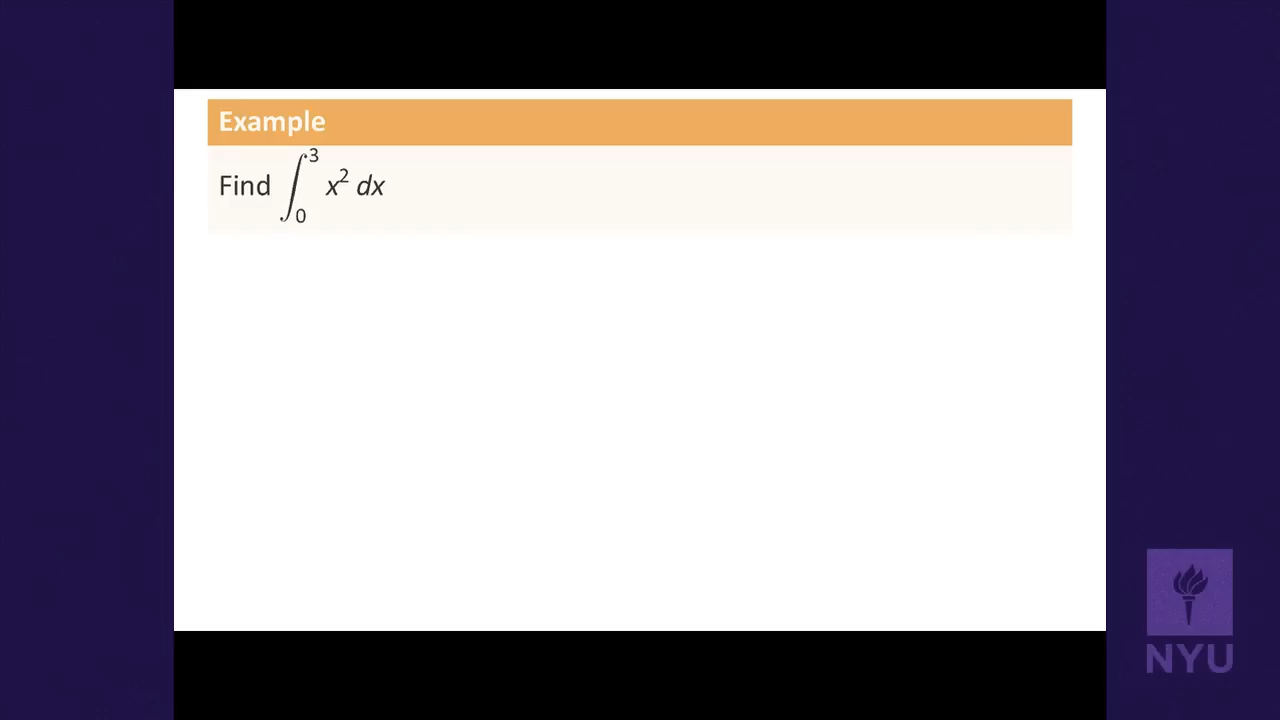 Example
Find ∫₀³ x² dx
NYU